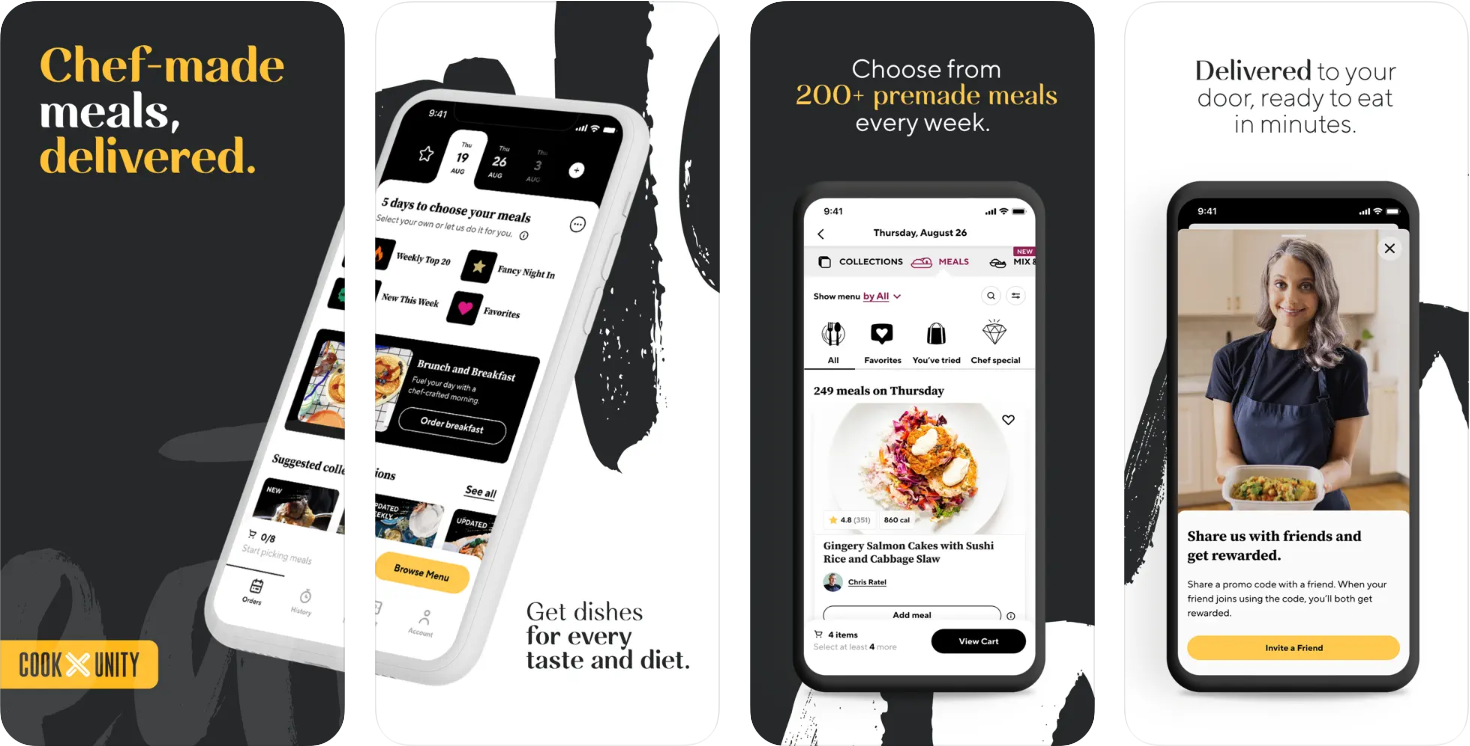 Chef-made
meals,
delivered.
COOK UNITY
9:41
Thu
19
AUG
Thu
26
AUG
Thu
3
AUG
5 days to choose your meals
Select your own or let us do it for you.
Weekly Top 20
Fancy Night In
New This Week
Favorites
Brunch and Breakfast
Fuel your day with a
chef-crafted morning.
Order breakfast
Suggested colle
ions
See all
NEW
UPDATED
WEEKLY
UPDATED
0/8
Start picking meals
Browse Menu
Orders
History
Account
Get dishes
for every
taste and diet.
Choose from
200+ premade meals
every week.
9:41
Thursday, August 26
NEW
COLLECTIONS
MEALS
MIX &
Show menu by All
All
Favorites
You've tried
Chef special
249 meals on Thursday
4.8 (351)
860 cal
Gingery Salmon Cakes with Sushi
Rice and Cabbage Slaw
Chris Ratel
Add meal
4 items
Select at least 4 more
View Cart
Delivered to your
door, ready to eat
in minutes.
9:41
Share us with friends and
get rewarded.
Share a promo code with a friend. When your
friend joins using the code, you'll both get
rewarded.
Invite a Friend